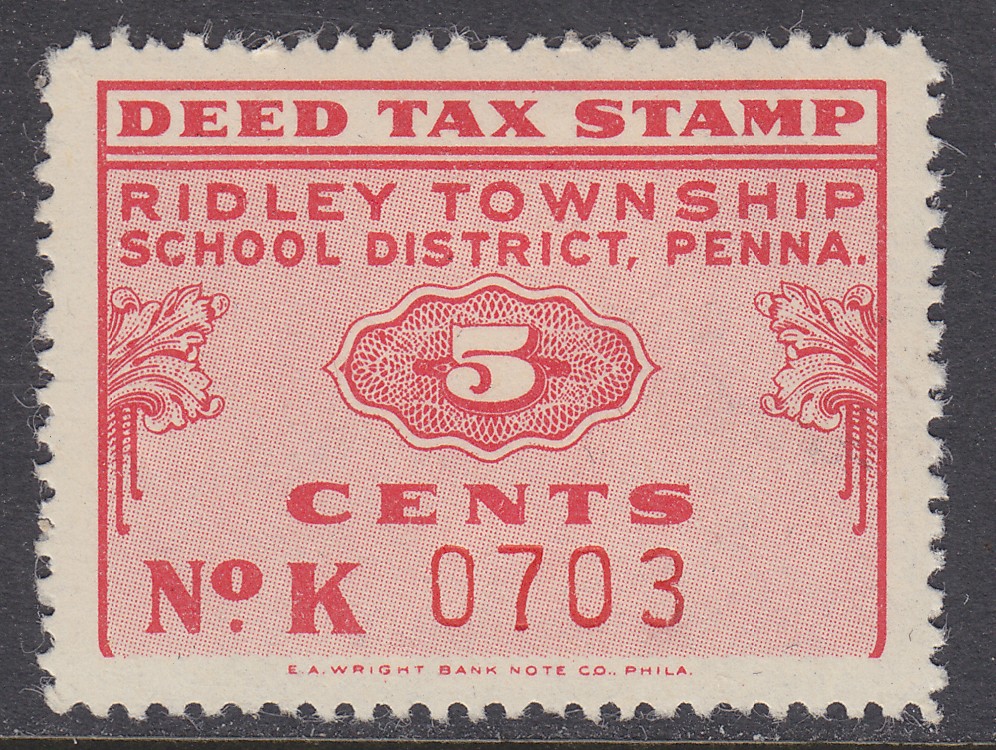 DEED TAX STAMP
RIDLEY TOWNSHIP
SCHOOL DISTRICT, PENNA.
5
CENTS
No. K 0703
E.A. WRIGHT BANK NOTE CO., PHILA.